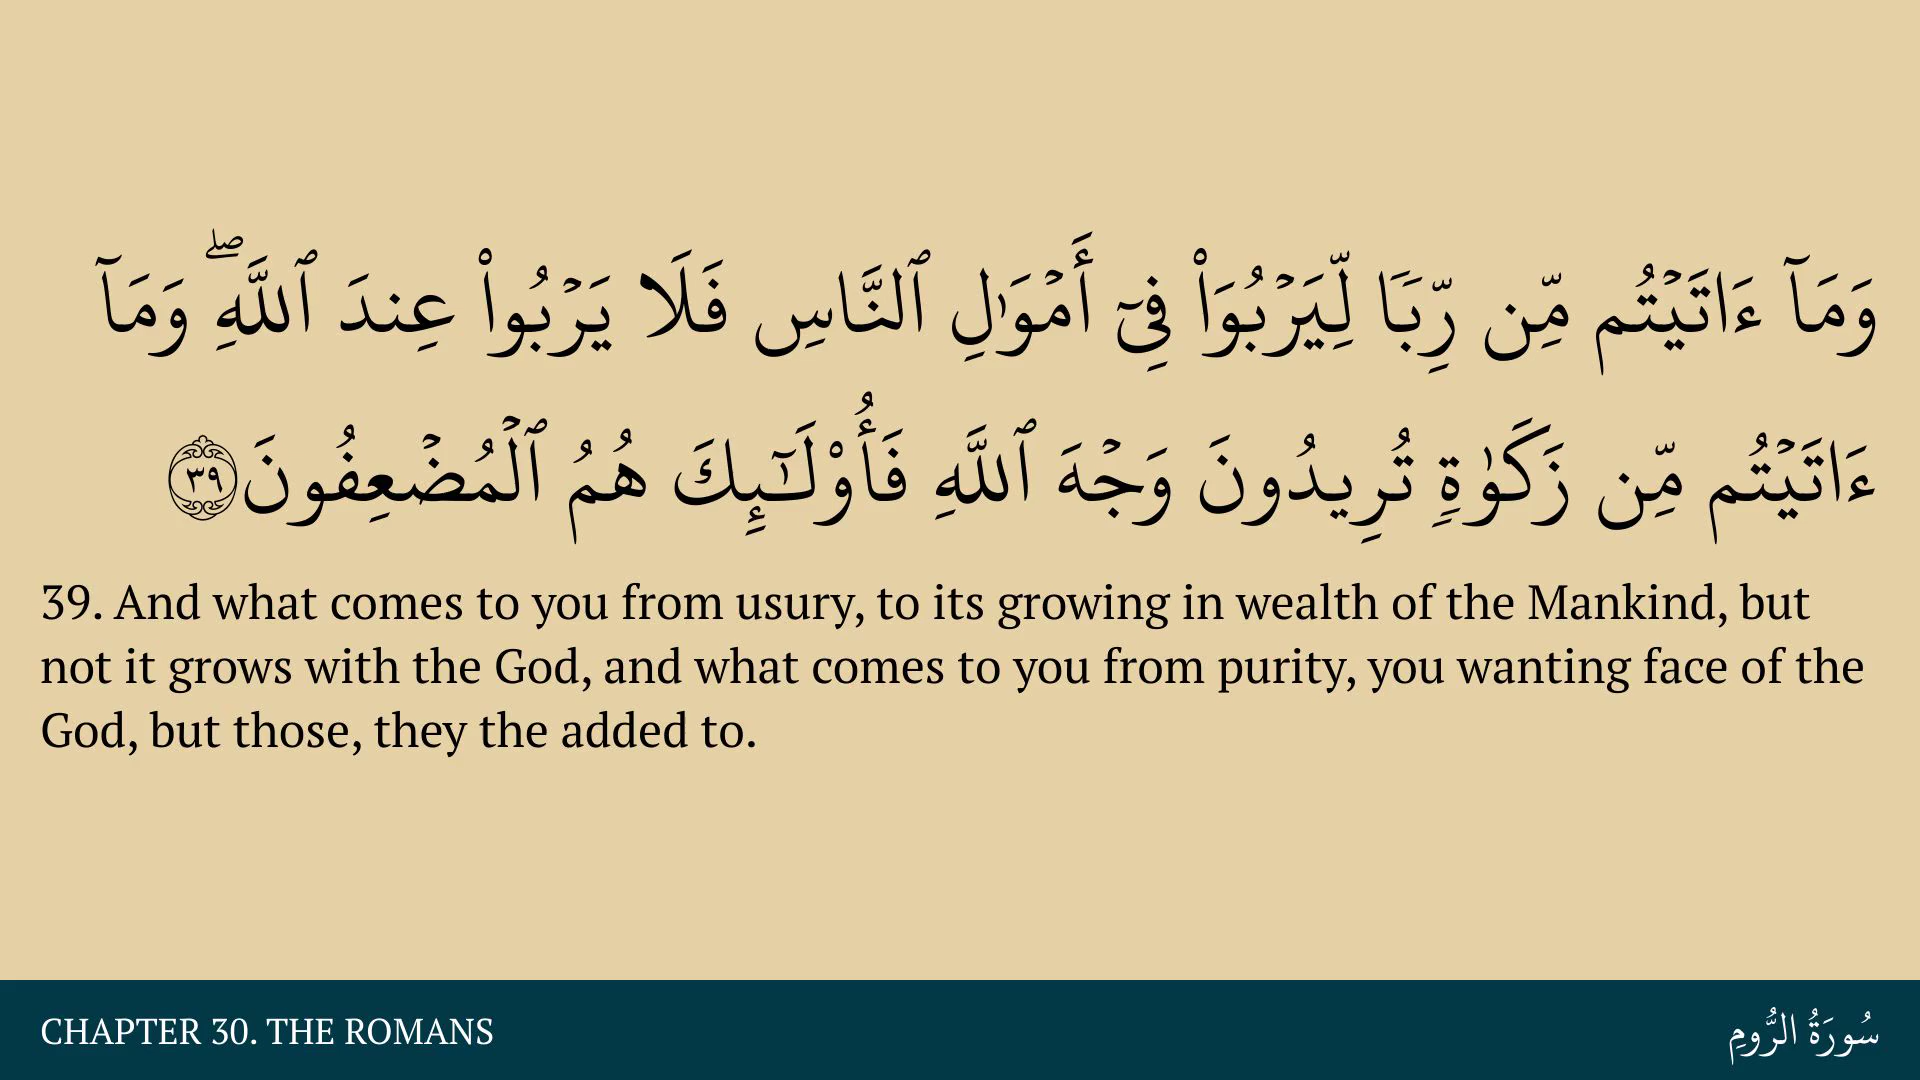 وَمَآ ءَاتَيۡتُم مِّن رِّبٗا لِّيَرۡبُوَاْ فِيٓ أَمۡوَٰلِ ٱلنَّاسِ فَلَا يَرۡبُواْ عِندَ ٱللَّهِۖ وَمَآ
ءَاتَيۡتُم مِّن زَكَوٰةٖ تُرِيدُونَ وَجۡهَ ٱللَّهِ فَأُوْلَٰٓئِكَ هُمُ ٱلۡمُضۡعِفُونَ ٣٩
39. And what comes to you from usury, to its growing in wealth of the Mankind, but
not it grows with the God, and what comes to you from purity, you wanting face of the
God, but those, they the added to.
CHAPTER 30. THE ROMANS
سُورَةُ الرُّومِ